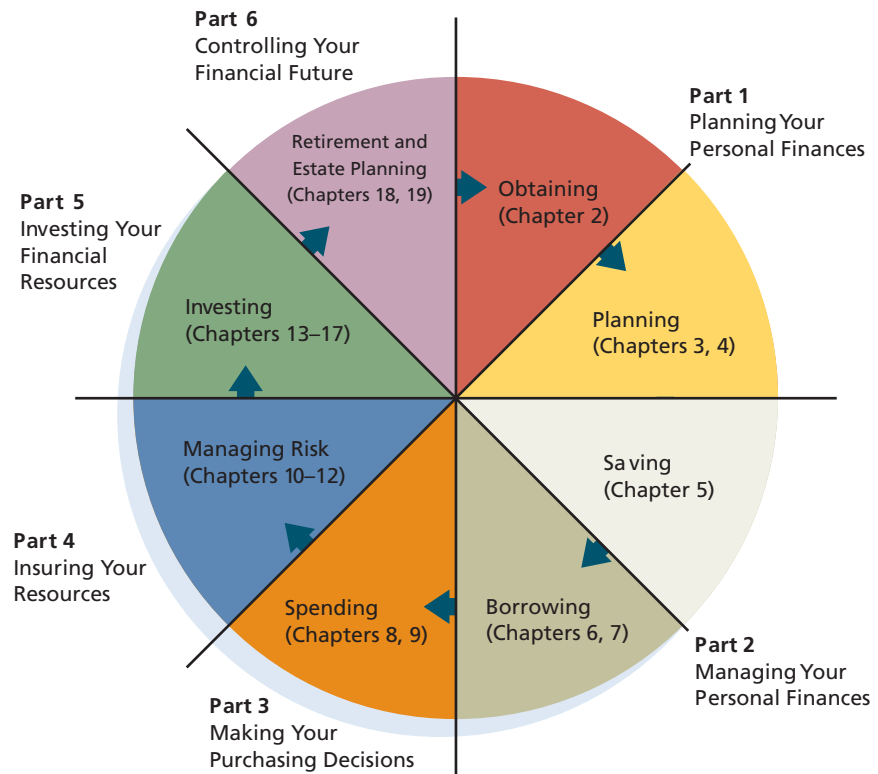 Part 6
Controlling Your
Financial Future
Part 1
Planning Your
Personal Finances
Retirement and
Estate Planning
(Chapters 18, 19)
Obtaining
(Chapter 2)
Part 5
Investing Your
Financial
Resources
Investing
(Chapters 13–17)
Planning
(Chapters 3, 4)
Managing Risk
(Chapters 10–12)
Saving
(Chapter 5)
Part 4
Insuring Your
Resources
Spending
(Chapters 8, 9)
Borrowing
(Chapters 6, 7)
Part 2
Managing Your
Personal Finances
Part 3
Making Your
Purchasing Decisions